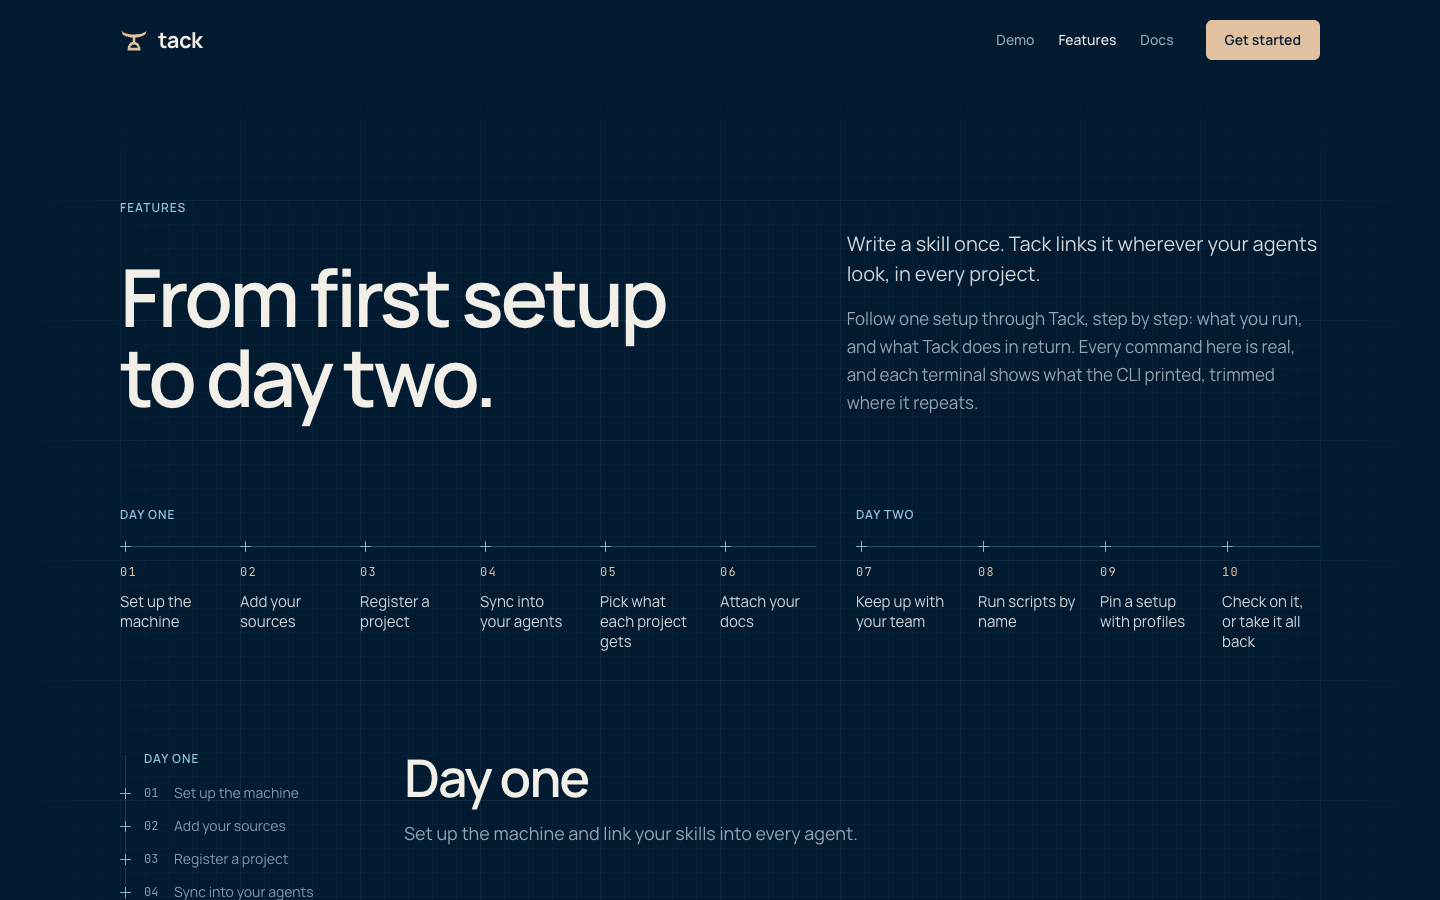 tack
Demo
Features
Docs
Get started
FEATURES
From first setup
to day two.
Write a skill once. Tack links it wherever your agents
look, in every project.
Follow one setup through Tack, step by step: what you run,
and what Tack does in return. Every command here is real,
and each terminal shows what the CLI printed, trimmed
where it repeats.
DAY ONE
01
Set up the
machine
02
Add your
sources
03
Register a
project
04
Sync into
your agents
05
Pick what
each project
gets
06
Attach your
docs
DAY TWO
07
Keep up with
your team
08
Run scripts by
name
09
Pin a setup
with profiles
10
Check on it,
or take it all
back
DAY ONE
01 Set up the machine
02 Add your sources
03 Register a project
04 Sync into your agents
Day one
Set up the machine and link your skills into every agent.